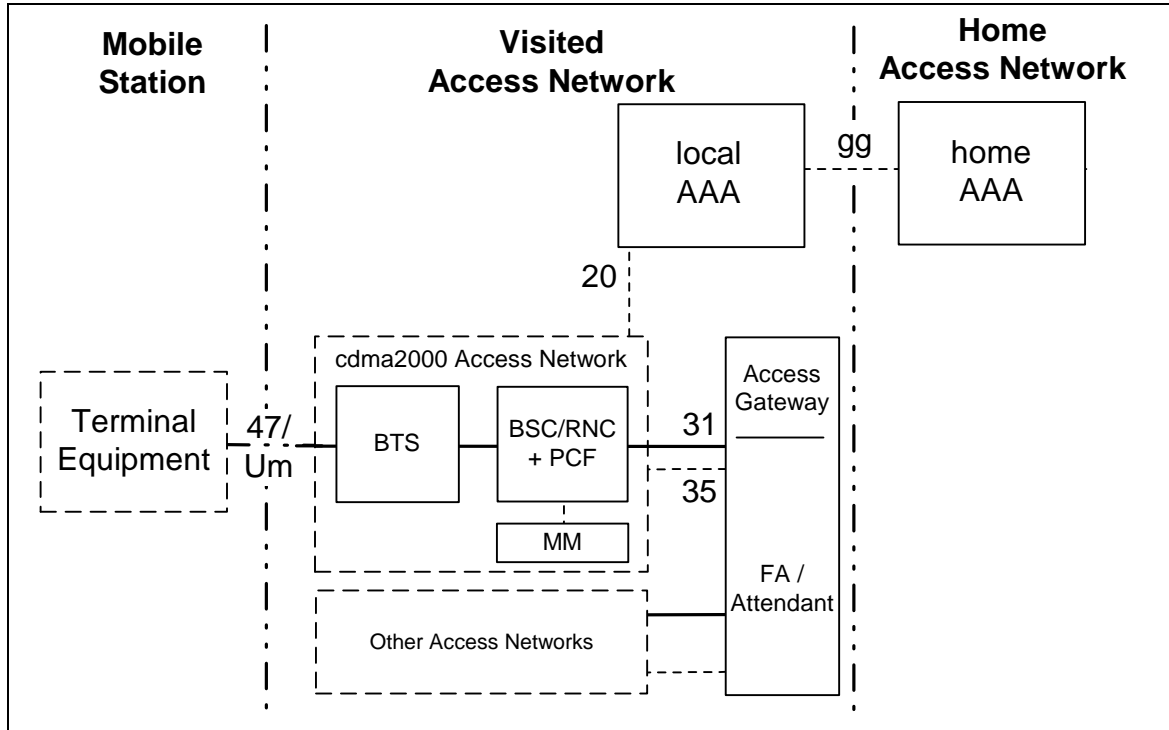 Mobile
Station
Visited
Access Network
Home
Access Network
local
AAA
gg
home
AAA
20
cdma2000 Access Network
Terminal
Equipment
47/
Um
BTS
BSC/RNC
+ PCF
MM
31
35
Access
Gateway
FA /
Attendant
Other Access Networks